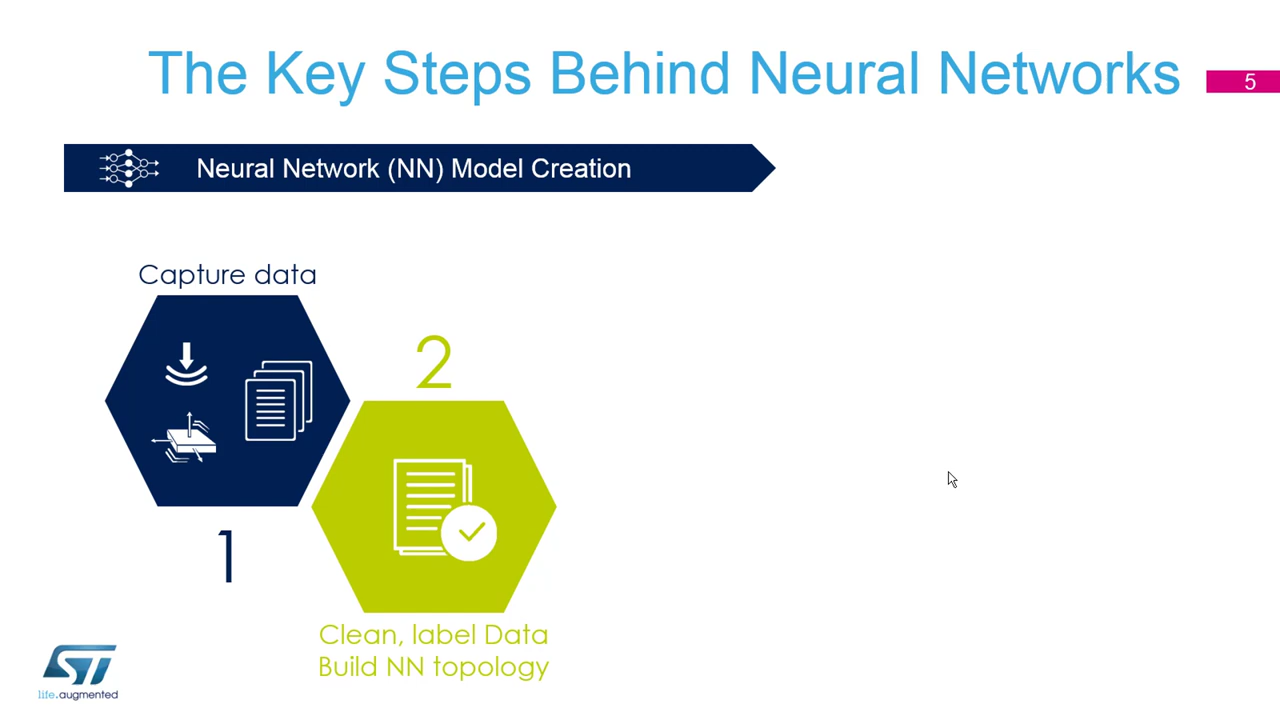 The Key Steps Behind Neural Networks
5
Neural Network (NN) Model Creation
Capture data
1
2
Clean, label Data
Build NN topology
ST
life.augmented